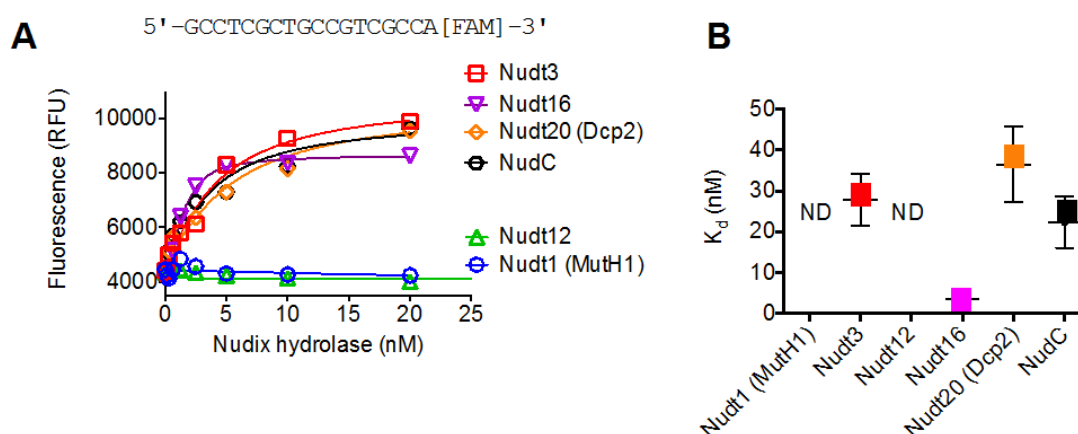 5'-GCCTCGCTGCCGTCGCCA[FAM]-3'
A
Fluorescence (RFU)
10000
8000
6000
4000
0
5
10
15
20
25
Nudix hydrolase (nM)
Nudt3
Nudt16
Nudt20 (Dcp2)
NudC
Nudt12
Nudt1 (MutH1)
B
Kd (nM)
50
40
30
20
10
0
ND
ND
Nudt1 (MutH1)
Nudt3
Nudt12
Nudt16
Nudt20 (Dcp2)
NudC